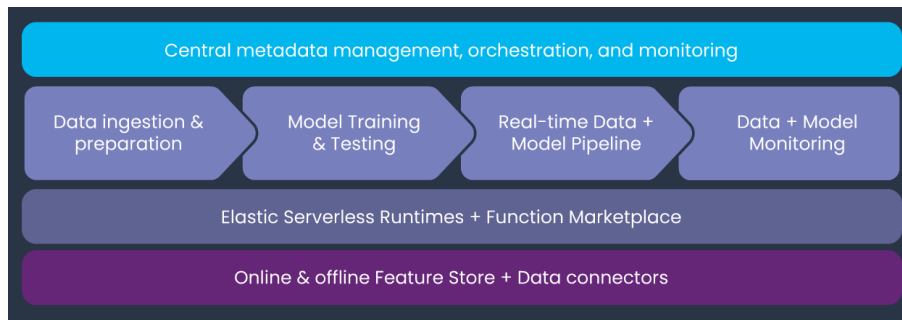 Central metadata management, orchestration, and monitoring
Data ingestion &
preparation
Model Training
& Testing
Real-time Data +
Model Pipeline
Data + Model
Monitoring
Elastic Serverless Runtimes + Function Marketplace
Online & offline Feature Store + Data connectors